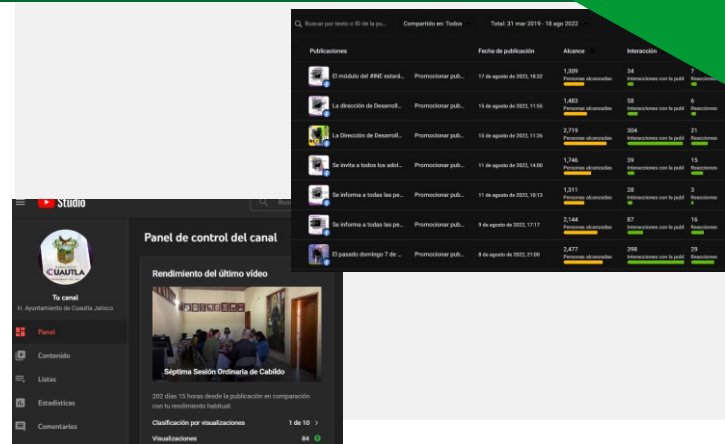 Buscar por texto o ID de la pu... Compartido en: Todos Total: 31 mar 2019 - 18 ago 2022
Publicaciones Fecha de publicación Alcance Interacción
El módulo del #INE estará... Promocionar pub... 17 de agosto de 2022, 18:32 1,309 34 7
Personas alcanzadas Interacciones con la publ Reacciones
La dirección de Desarroll... Promocionar pub... 15 de agosto de 2022, 11:55 1,483 58 6
Personas alcanzadas Interacciones con la publ Reacciones
La Dirección de Desarroll... Promocionar pub... 15 de agosto de 2022, 11:26 2,719 304 21
Personas alcanzadas Interacciones con la publ Reacciones
Se invita a todos los adol... Promocionar pub... 11 de agosto de 2022, 14:00 1,746 39 15
Personas alcanzadas Interacciones con la publ Reacciones
Se informa a todas las pe... Promocionar pub... 11 de agosto de 2022, 10:13 1,311 28 3
Personas alcanzadas Interacciones con la publ Reacciones
Se informa a todas las pe... Promocionar pub... 9 de agosto de 2022, 17:17 2,144 87 16
Personas alcanzadas Interacciones con la publ Reacciones
El pasado domingo 7 de ... Promocionar pub... 8 de agosto de 2022, 21:00 2,477 398 29
Personas alcanzadas Interacciones con la publ Reacciones
Studio
CUAUTLA
Tu canal
H. Ayuntamiento de Cuautla Jalisco
Panel
Contenido
Listas
Estadísticas
Comentarios
Panel de control del canal
Rendimiento del último vídeo
Séptima Sesión Ordinaria de Cabildo
202 días 15 horas desde la publicación en comparación
con tu rendimiento habitual:
Clasificación por visualizaciones 1 de 10
Visualizaciones 84